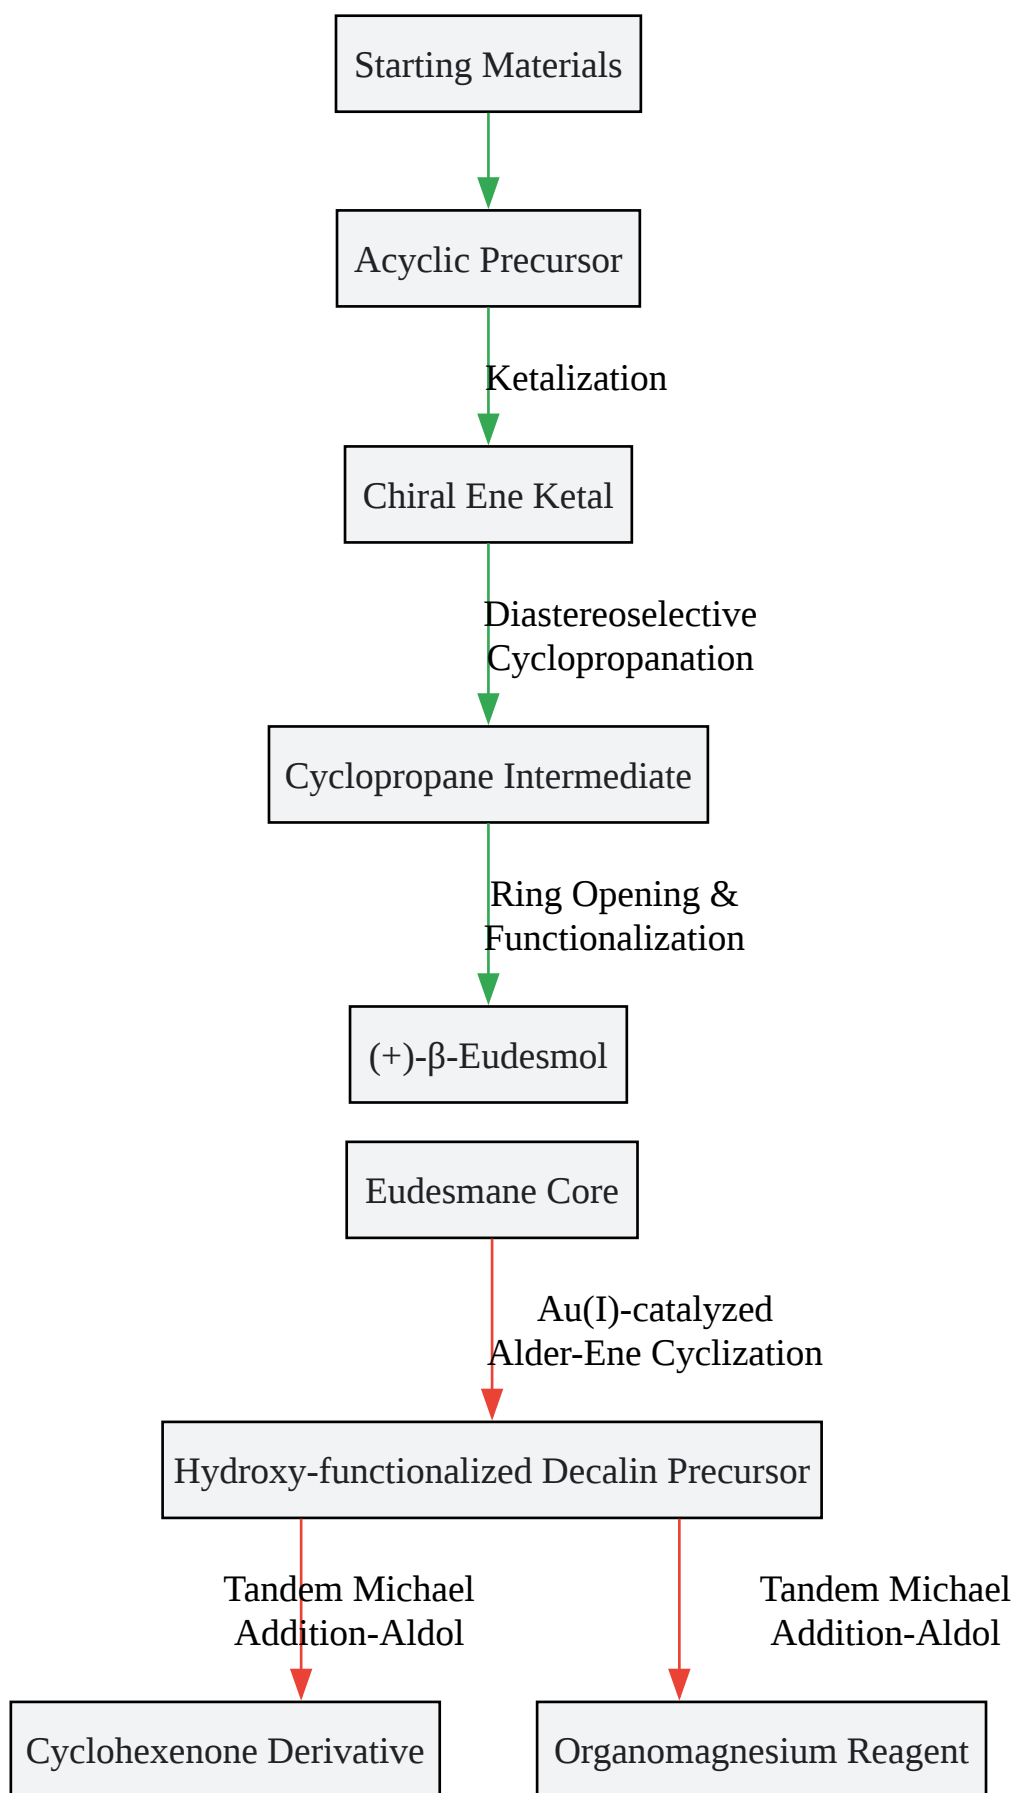 Starting Materials
Acyclic Precursor
Ketalization
Chiral Ene Ketal
Diastereoselective
Cyclopropanation
Cyclopropane Intermediate
Ring Opening &
Functionalization
(+)-β-Eudesmol
Eudesmane Core
Au(I)-catalyzed
Alder-Ene Cyclization
Hydroxy-functionalized Decalin Precursor
Tandem Michael
Addition-Aldol
Tandem Michael
Addition-Aldol
Cyclohexenone Derivative
Organomagnesium Reagent